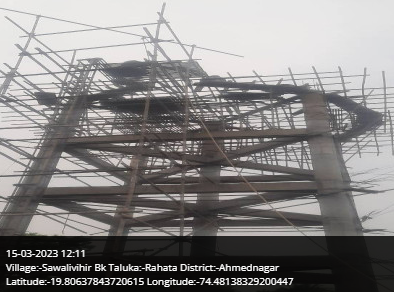 15-03-2023 12:11
Village:-Sawalivihir Bk Taluka:-Rahata District:-Ahmednagar
Latitude:-19.80637843720615 Longitude:-74.48138329200447